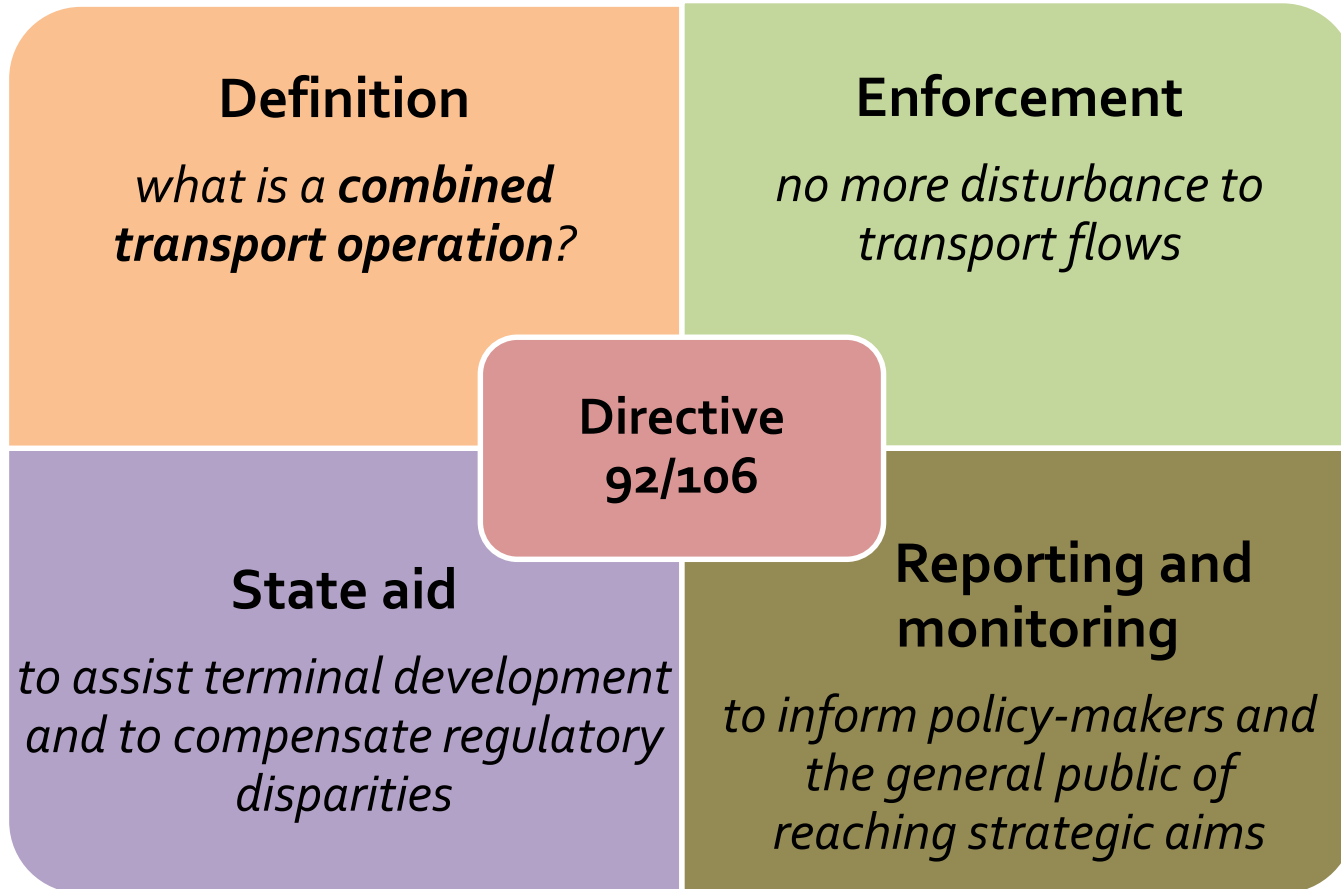 Definition
what is a combined
transport operation?
Enforcement
no more disturbance to
transport flows
Directive
92/106
State aid
to assist terminal development
and to compensate regulatory
disparities
Reporting and
monitoring
to inform policy-makers and
the general public of
reaching strategic aims